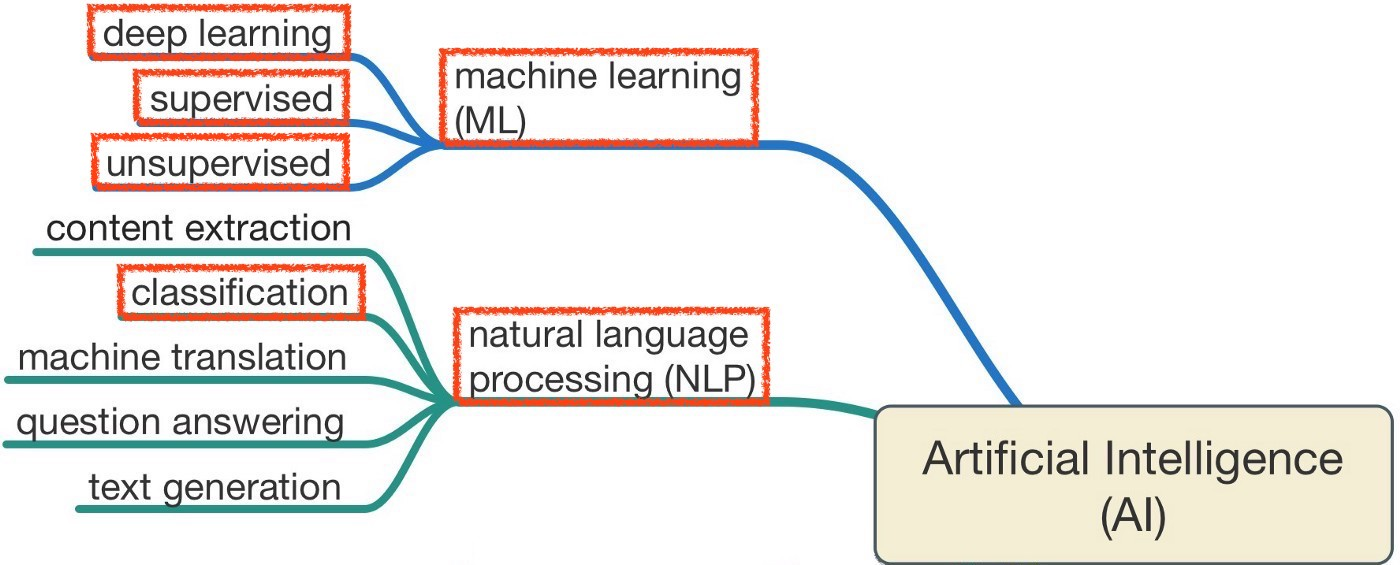 deep learning
supervised
unsupervised
machine learning
(ML)
content extraction
classification
machine translation
question answering
text generation
natural language
processing (NLP)
Artificial Intelligence
(AI)